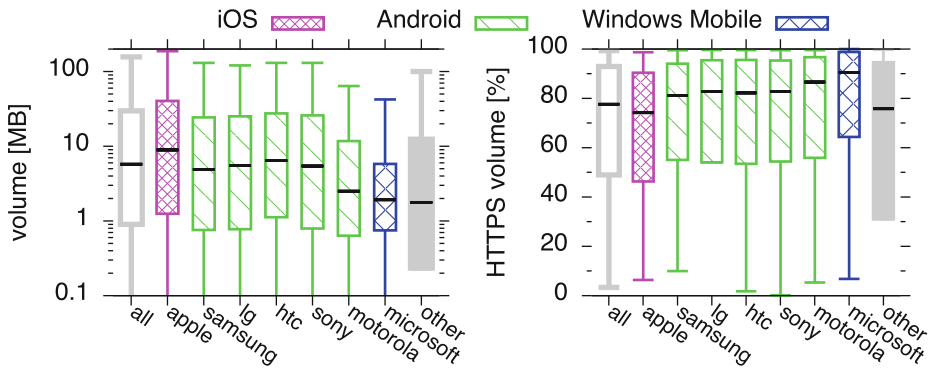 iOS Android Windows Mobile
volume [MB]
100
10
1
0.1
all apple samsung lg htc sony motorola microsoft other
HTTPS volume [%]
100
80
60
40
20
0
all apple samsung lg htc sony motorola microsoft other